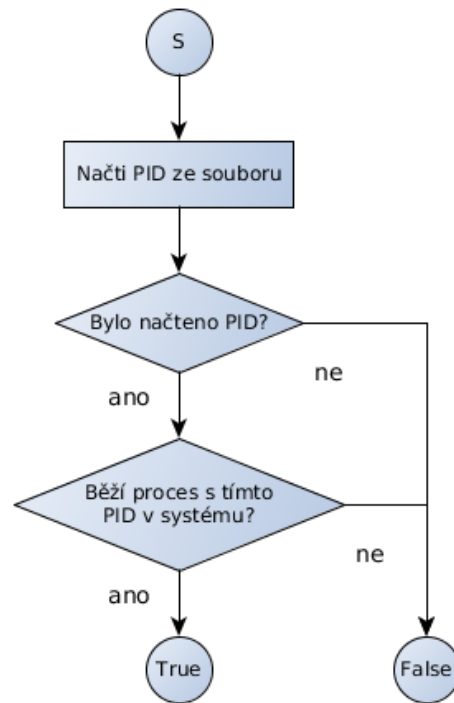 S
Načti PID ze souboru
Bylo načteno PID?
ne
ano
Běží proces s tímto
PID v systému?
ne
ano
True
False